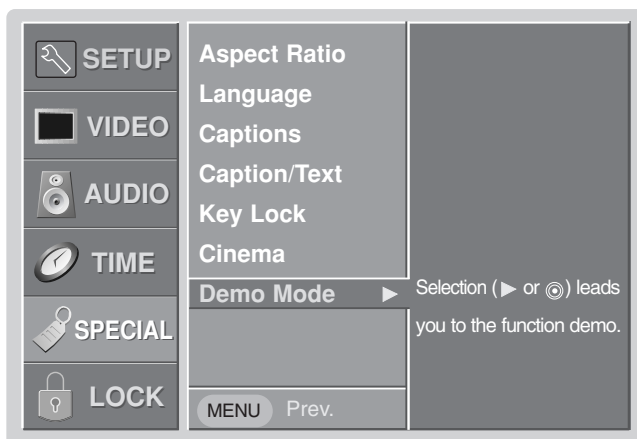 SETUP
VIDEO
AUDIO
TIME
SPECIAL
LOCK
Aspect Ratio
Language
Captions
Caption/Text
Key Lock
Cinema
Demo Mode ▶
MENU Prev.
Selection (▶ or ◎) leads
you to the function demo.